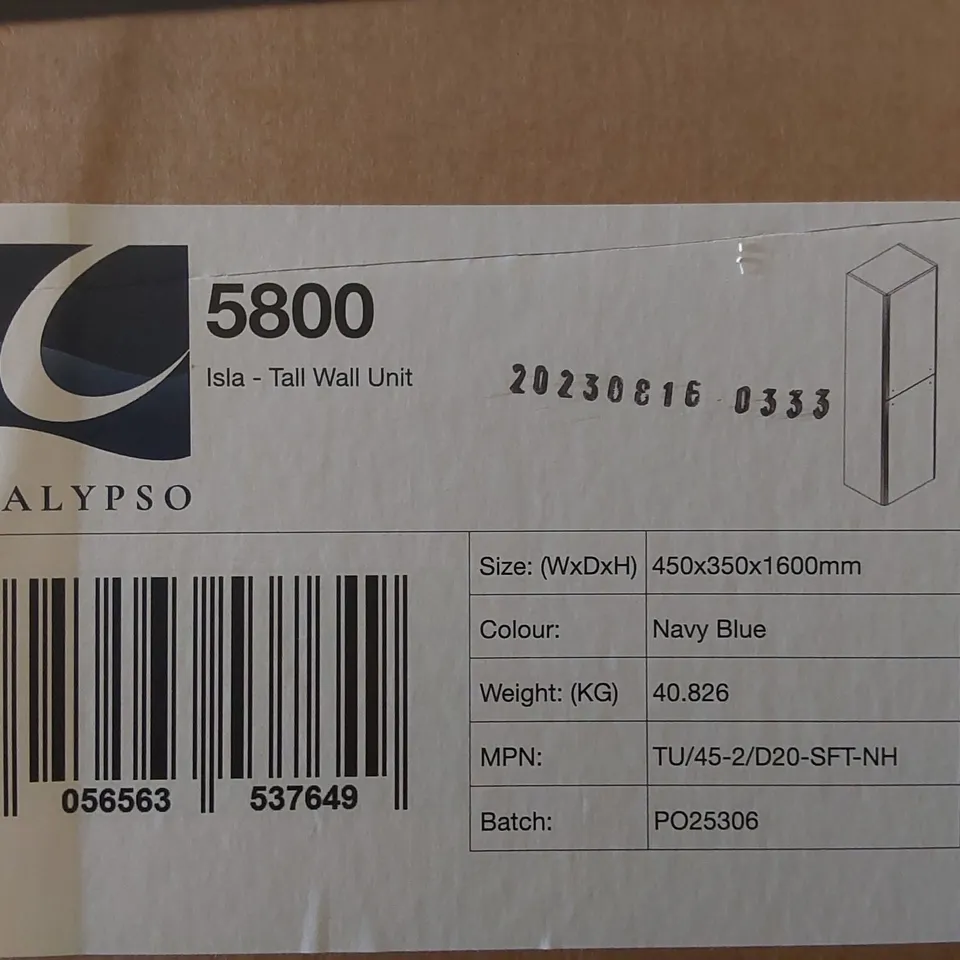 5800
Isla - Tall Wall Unit
20230816 0333
ALYPSO
Size: (WxDxH) 450x350x1600mm
Colour: Navy Blue
Weight: (KG) 40.826
MPN: TU/45-2/D20-SFT-NH
Batch: PO25306
056563 537649